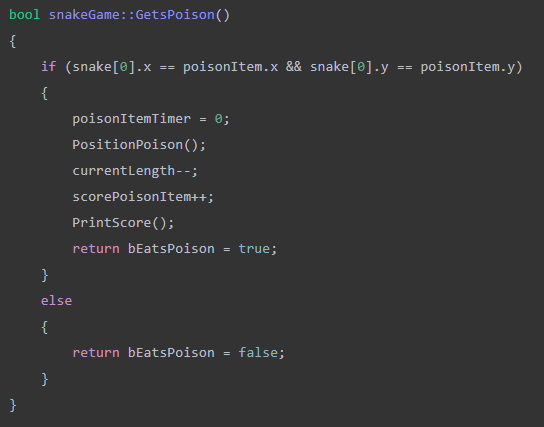 bool snakeGame::GetsPoison()
{
    if (snake[0].x == poisonItem.x && snake[0].y == poisonItem.y)
    {
        poisonItemTimer = 0;
        PositionPoison();
        currentLength--;
        scorePoisonItem++;
        PrintScore();
        return bEatsPoison = true;
    }
    else
    {
        return bEatsPoison = false;
    }
}